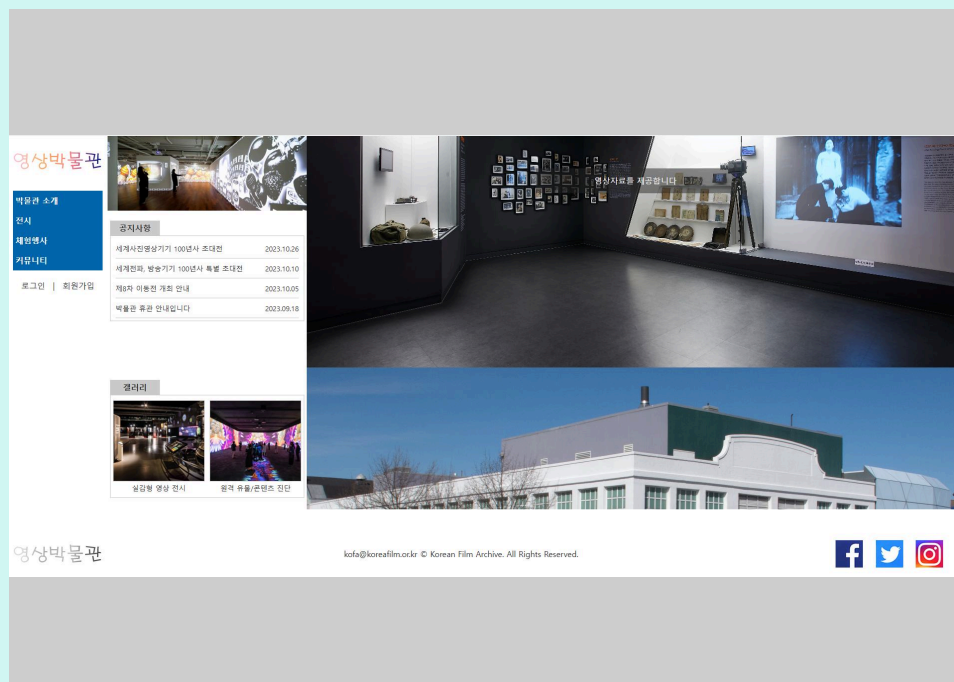 영상박물관
박물관 소개
전시
체험행사
커뮤니티
로그인 | 회원가입
공지사항
세계사진영상기기 100년사 초대전 2023.10.26
세계전화, 방송기기 100년사 특별 초대전 2023.10.10
제8차 이동전 개최 안내 2023.10.05
박물관 휴관 안내입니다 2023.09.18
갤러리
실감형 영상 전시
원격 유물/콘텐츠 진단
영상자료를 제공합니다
영상박물관
kofa@koreafilm.or.kr © Korean Film Archive. All Rights Reserved.